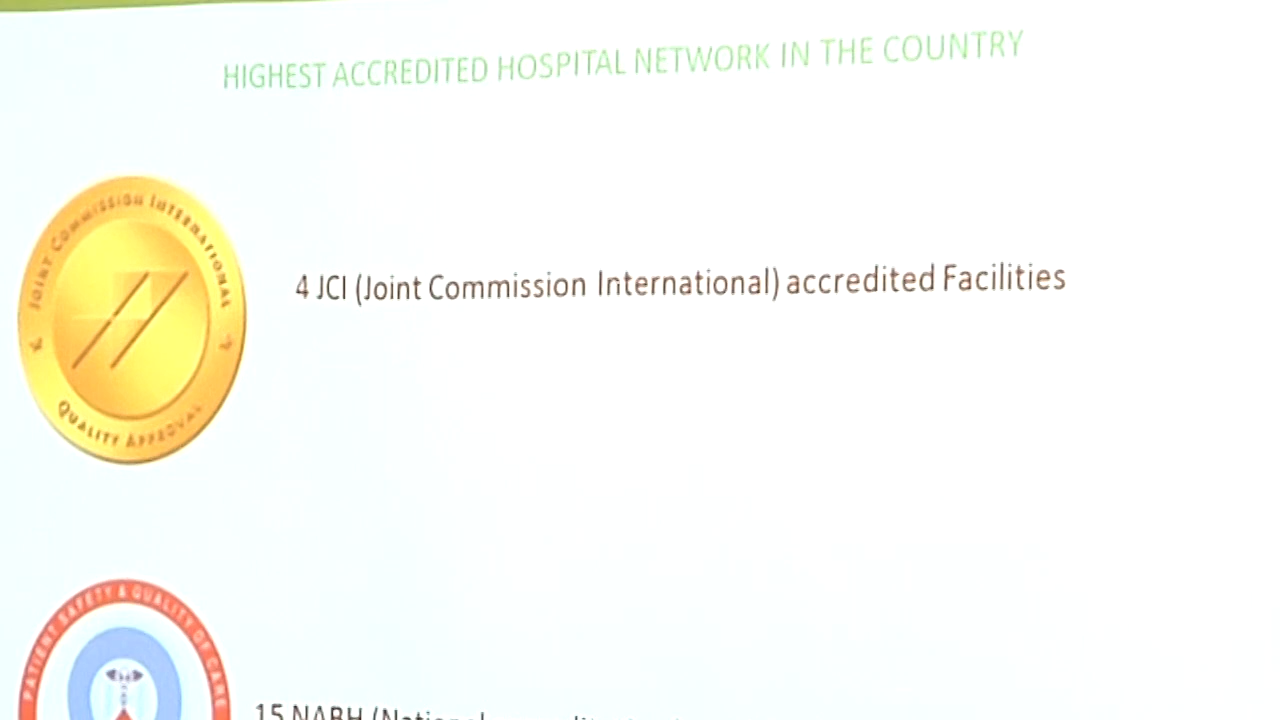 HIGHEST ACCREDITED HOSPITAL NETWORK IN THE COUNTRY
JOINT COMMISSION INTERNATIONAL
4 JCI (Joint Commission International) accredited Facilities
QUALITY APPROVAL
PATIENT SAFETY & QUALITY OF CARE
15 NABH (National